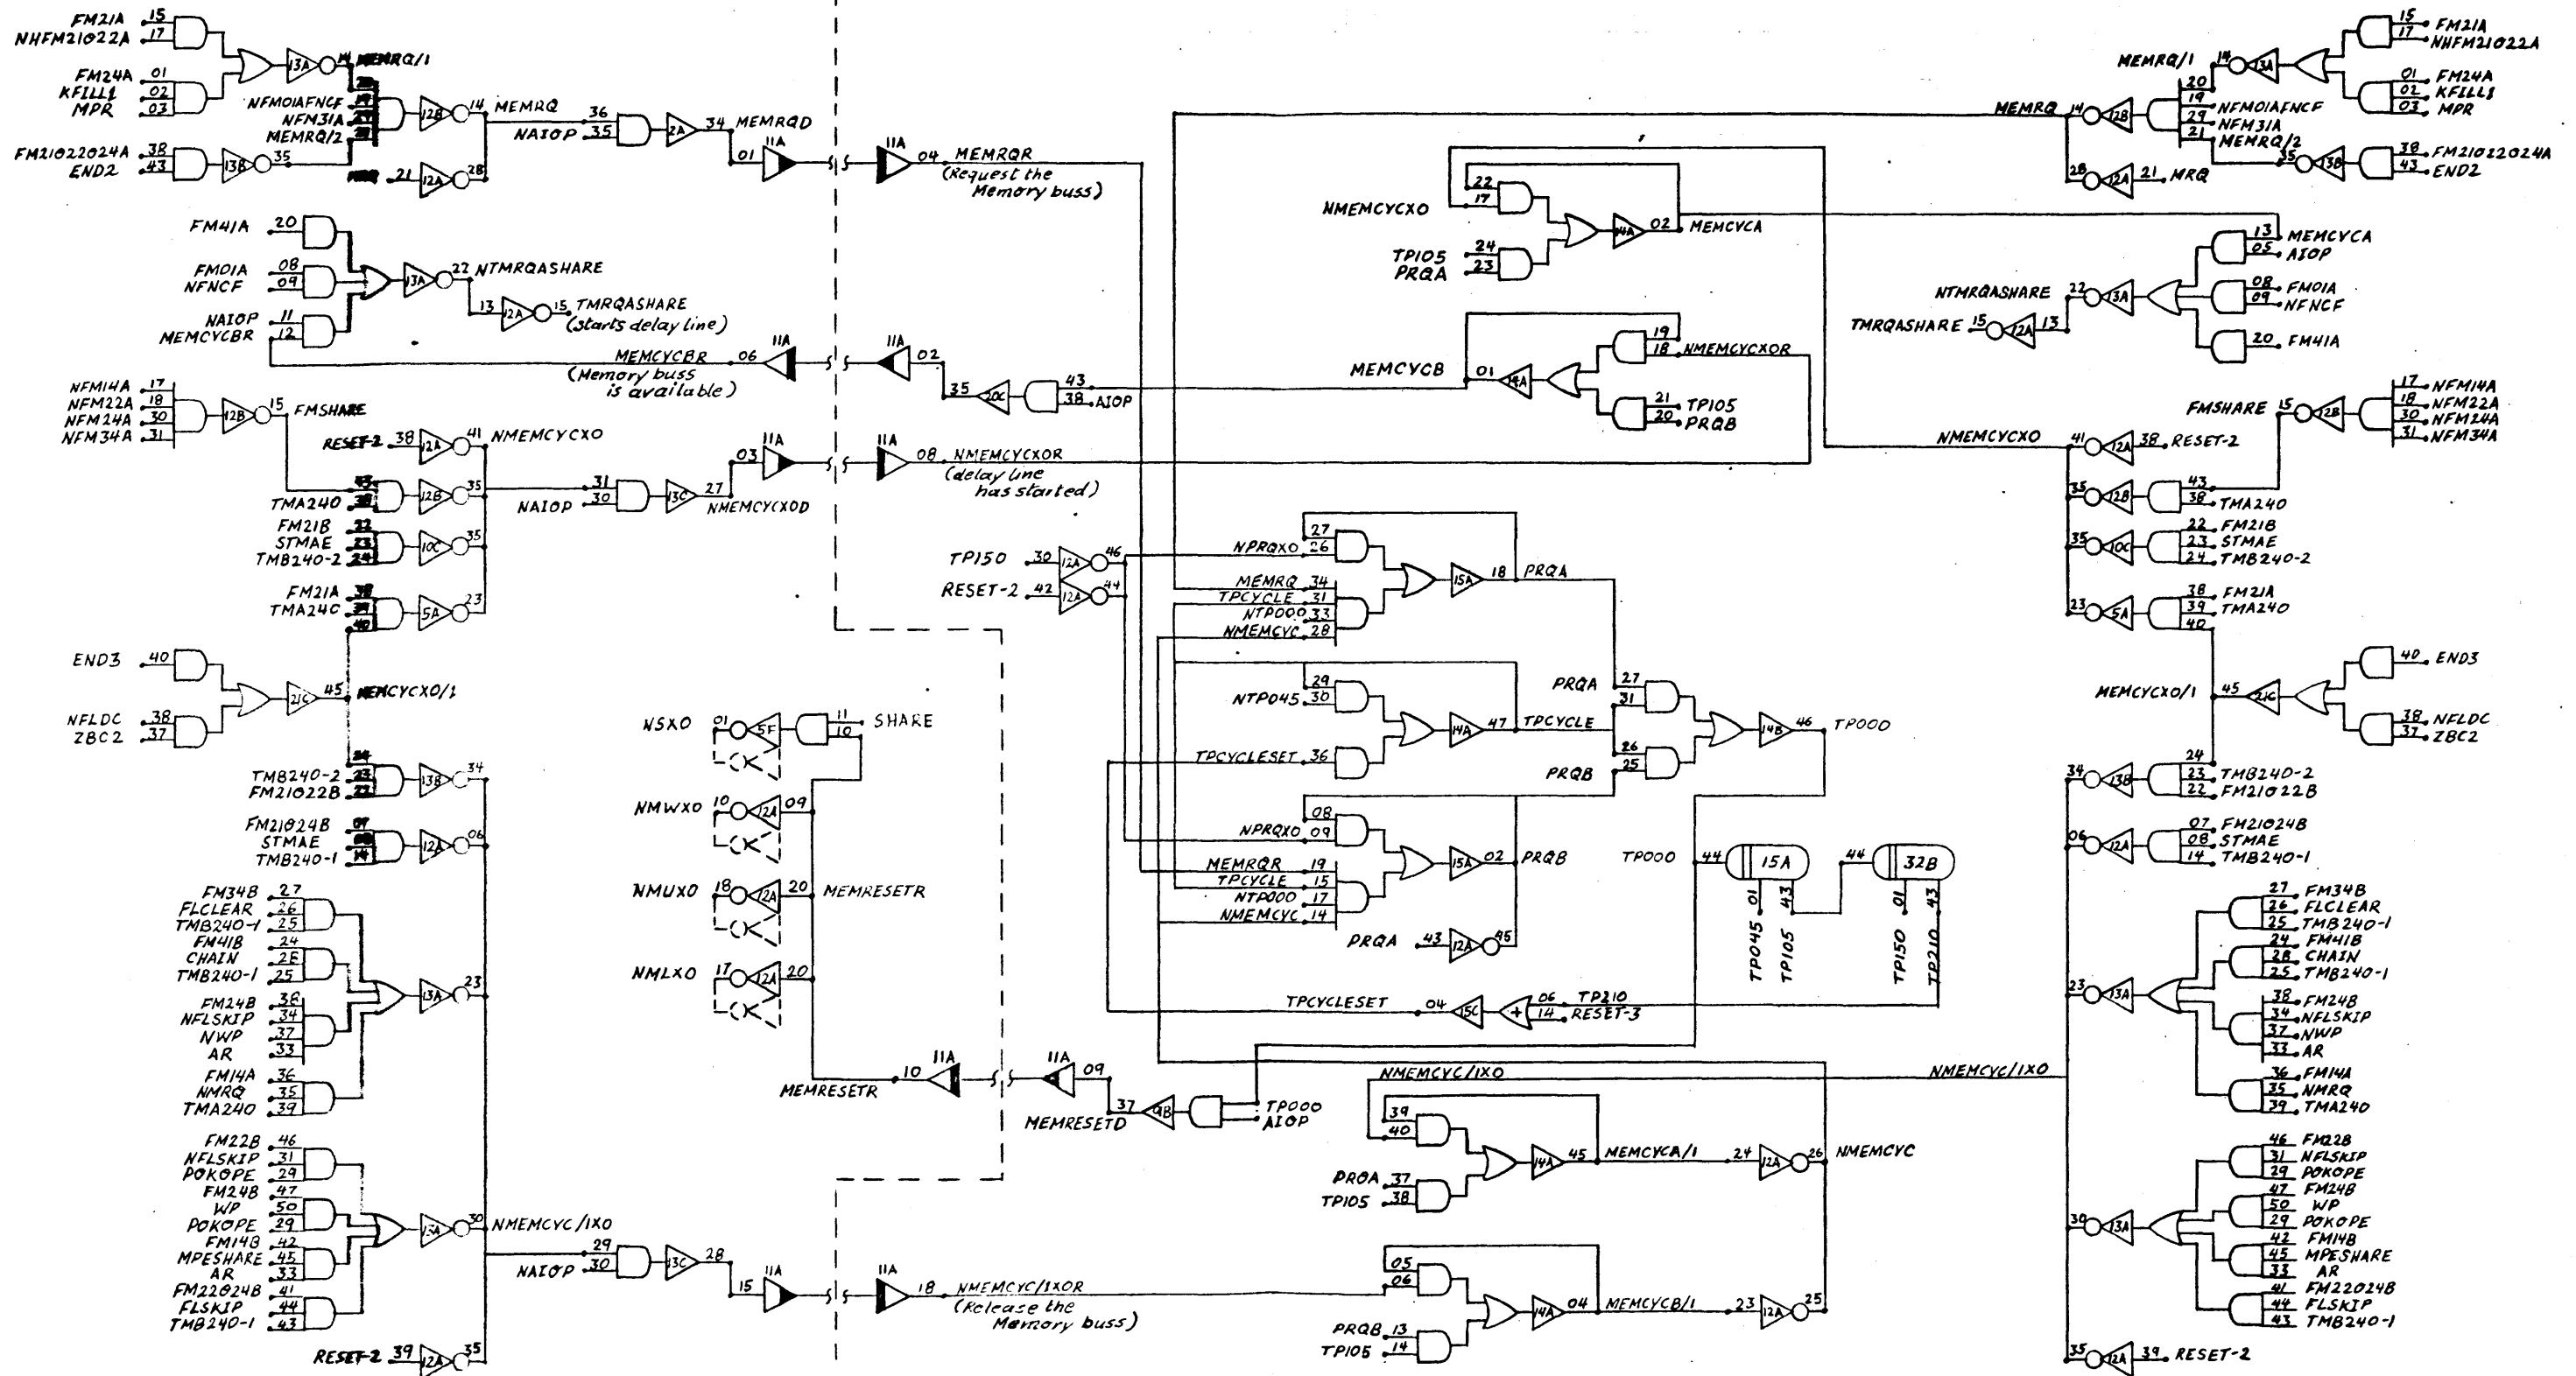 FM21A 15
NHFM21022A 17
FM24A 01
KFILL1 02
MPR 03
13A 14 MEMRQ/1
NFM01AFNCF
NFM31A
MEMRQ/2
12B 14 MEMRQ
FM21022024A 38
END2 43
13B 35
21 12A 28
36
NAIOP 35
2A 34 MEMRQD
01 11A
11A 04 MEMRQR
(Request the
Memory buss)
FM41A 20
FM01A 08
NFNCF 09
NAIOP 11
MEMCYCBR 12
13A 22 NTMRQASHARE
13 12A 15 TMRQASHARE
(starts delay line)
MEMCYCBR 06 11A
(Memory buss
is available)
11A 02
35 20C 43
38 AIOP
NFM14A 17
NFM22A 18
NFM24A 30
NFM34A 31
12B 15 FMSHARE
RESET-2 38 12A 41 NMEMCYCXO
43
TMA240 38
12B 35
FM21B 22
STMAE 23
TMB240-2 24
10C 35
FM21A 38
TMA240 39
40
5A 23
31
NAIOP 30
13C 27 NMEMCYCXOD
03 11A
11A 08 NMEMCYCXOR
(delay line
has started)
END3 40
NFLDC 38
ZBC2 37
21C 45 MEMCYCXO/1
24
TMB240-2 23
FM21022B 22
13B 34
FM21024B 07
STMAE 08
TMB240-1 14
12A 06
FM34B 27
FLCLEAR 26
TMB240-1 25
FM41B 24
CHAIN 28
TMB240-1 25
FM24B 38
NFLSKIP 34
NWP 37
AR 33
FM14A 36
NMRQ 35
TMA240 39
13A 23
FM22B 46
NFLSKIP 31
POKOPE 29
FM24B 47
WP 50
POKOPE 29
FM14B 42
MPESHARE 45
AR 33
FM22024B 41
FLSKIP 44
TMB240-1 43
13A 30 NMEMCYC/1XO
RESET-2 39 12A 35
29
NAIOP 30
13C 28
15 11A
11A 18 NMEMCYC/1XOR
(Release the
Memory buss)
NSXO 01 5F 11 SHARE
10
NMWXO 10 12A 09
NMUXO 18 12A 20 MEMRESETR
NMLXO 17 12A 20
MEMRESETR 10 11A
11A 09
MEMRESETD 37 9B TP000
AIOP
22
NMEMCYCXO 17
TP105 24
PRQA 23
14A 02 MEMCYCA
MEMCYCB 01 14A
19
18 NMEMCYCXOR
21 TP105
20 PRQB
TP150 30 12A 46
RESET-2 42 12A 44
27
NPRQXO 26
MEMRQ 34
TPCYCLE 31
NTP000 33
NMEMCYC 28
15A 18 PRQA
29
NTP045 30
TPCYCLESET 36
14A 47 TPCYCLE
PRQA 27
31
26
PRQB 25
14B 46 TP000
08
NPRQXO 09
MEMRQR 19
TPCYCLE 15
NTP000 17
NMEMCYC 14
15A 02 PRQB
PRQA 43 12A 45
TP000 44 15A
01 43
TP045 TP105
44 32B
01 43
TP150 TP210
TPCYCLESET 04 15C + 06 TP210
14 RESET-3
NMEMCYC/1XO
39
40
PRQA 37
TP105 38
14A 45 MEMCYCA/1 24 12A 26 NMEMCYC
05
06
PRQB 13
TP105 14
14A 04 MEMCYCB/1 23 12A 25
15 FM21A
17 NHFM21022A
01 FM24A
02 KFILL1
03 MPR
MEMRQ/1 14 13A
MEMRQ 14 12B
20
19 NFM01AFNCF
29 NFM31A
21 MEMRQ/2
35 13B
38 FM21022024A
43 END2
28 12A 21 MRQ
13 MEMCYCA
05 AIOP
08 FM01A
09 NFNCF
20 FM41A
NTMRQASHARE 22 13A
TMRQASHARE 15 12A 13
17 NFM14A
18 NFM22A
30 NFM24A
31 NFM34A
FMSHARE 15 12B
NMEMCYCXO 41 12A 38 RESET-2
35 12B
43
38 TMA240
35 10C
22 FM21B
23 STMAE
24 TMB240-2
23 5A
38 FM21A
39 TMA240
40
40 END3
38 NFLDC
37 ZBC2
MEMCYCXO/1 45 21C
34 13B
24
23 TMB240-2
22 FM21022B
06 12A
07 FM21024B
08 STMAE
14 TMB240-1
27 FM34B
26 FLCLEAR
25 TMB240-1
24 FM41B
28 CHAIN
25 TMB240-1
38 FM24B
34 NFLSKIP
37 NWP
33 AR
36 FM14A
35 NMRQ
39 TMA240
23 13A
NMEMCYC/1XO
46 FM22B
31 NFLSKIP
29 POKOPE
47 FM24B
50 WP
29 POKOPE
42 FM14B
45 MPESHARE
33 AR
41 FM22024B
44 FLSKIP
43 TMB240-1
30 13A
35 12A 39 RESET-2